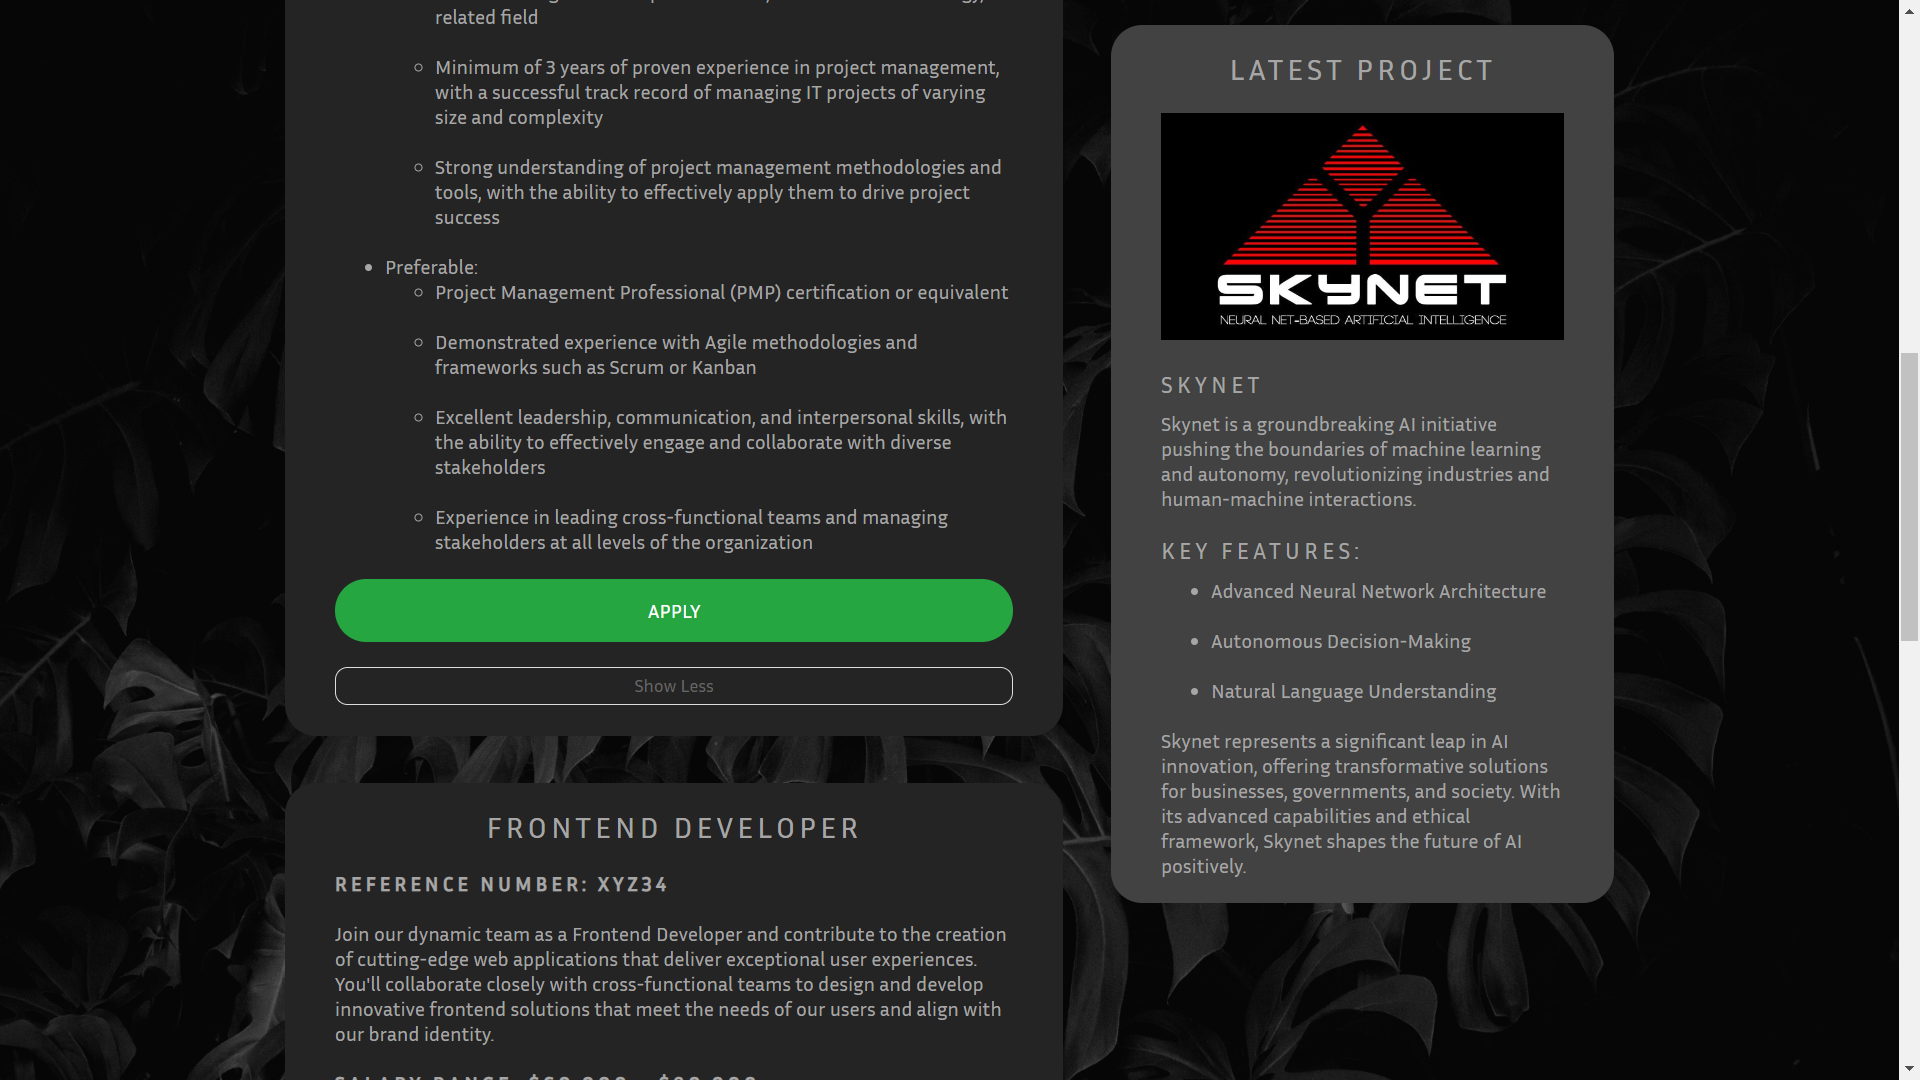 related field
Minimum of 3 years of proven experience in project management,
with a successful track record of managing IT projects of varying
size and complexity
Strong understanding of project management methodologies and
tools, with the ability to effectively apply them to drive project
success
Preferable:
Project Management Professional (PMP) certification or equivalent
Demonstrated experience with Agile methodologies and
frameworks such as Scrum or Kanban
Excellent leadership, communication, and interpersonal skills, with
the ability to effectively engage and collaborate with diverse
stakeholders
Experience in leading cross-functional teams and managing
stakeholders at all levels of the organization
APPLY
Show Less
FRONTEND DEVELOPER
REFERENCE NUMBER: XYZ34
Join our dynamic team as a Frontend Developer and contribute to the creation
of cutting-edge web applications that deliver exceptional user experiences.
You'll collaborate closely with cross-functional teams to design and develop
innovative frontend solutions that meet the needs of our users and align with
our brand identity.
LATEST PROJECT
SKYNET
NEURAL NET-BASED ARTIFICIAL INTELLIGENCE
SKYNET
Skynet is a groundbreaking AI initiative
pushing the boundaries of machine learning
and autonomy, revolutionizing industries and
human-machine interactions.
KEY FEATURES:
Advanced Neural Network Architecture
Autonomous Decision-Making
Natural Language Understanding
Skynet represents a significant leap in AI
innovation, offering transformative solutions
for businesses, governments, and society. With
its advanced capabilities and ethical
framework, Skynet shapes the future of AI
positively.